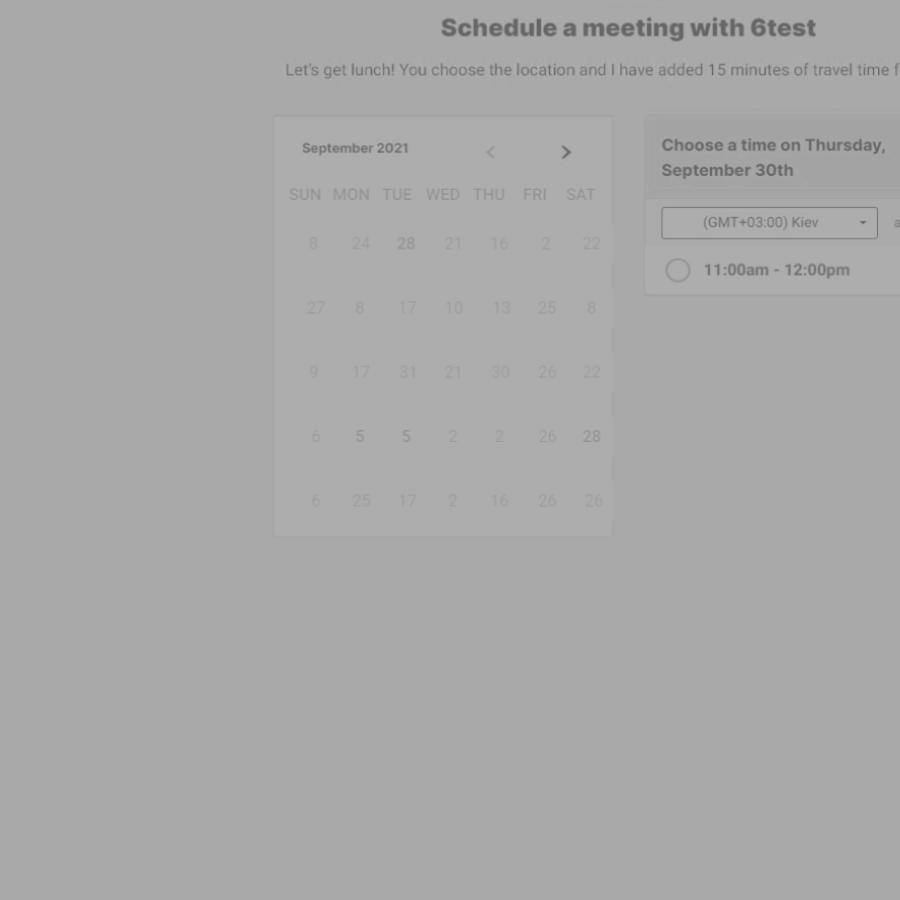 Schedule a meeting with 6test
Let's get lunch! You choose the location and I have added 15 minutes of travel time f
September 2021
SUN MON TUE WED THU FRI SAT
8 24 28 21 16 2 22
27 8 17 10 13 25 8
9 17 31 21 30 26 22
6 5 5 2 2 26 28
6 25 17 2 16 26 26
Choose a time on Thursday,
September 30th
(GMT+03:00) Kiev a
11:00am - 12:00pm